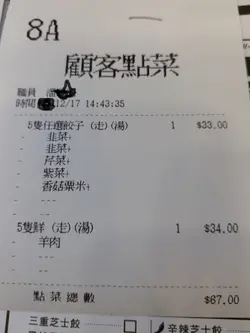 8A
顧客點菜
職員
時間 12/17 14:43:35
5隻任選餃子 (走)(湯) 1 $33.00
- 韭菜+
- 韭菜+
- 芹菜+
- 紫菜+
- 香菇粟米+
- ---
- ---
5隻鮮 (走)(湯) 1 $34.00
- 羊肉
-
-
點菜總數 $67.00
三重芝士餃
辛辣芝士餃